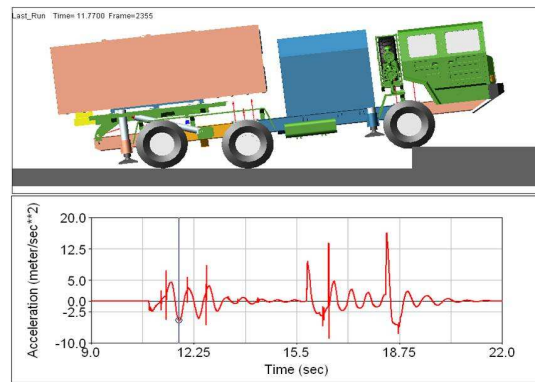 Last_Run Time= 11.7700 Frame=2355
Acceleration (meter/sec**2)
20.0
12.5
5.0
0.0
-2.5
-10.0
9.0 12.25 15.5 18.75 22.0
Time (sec)